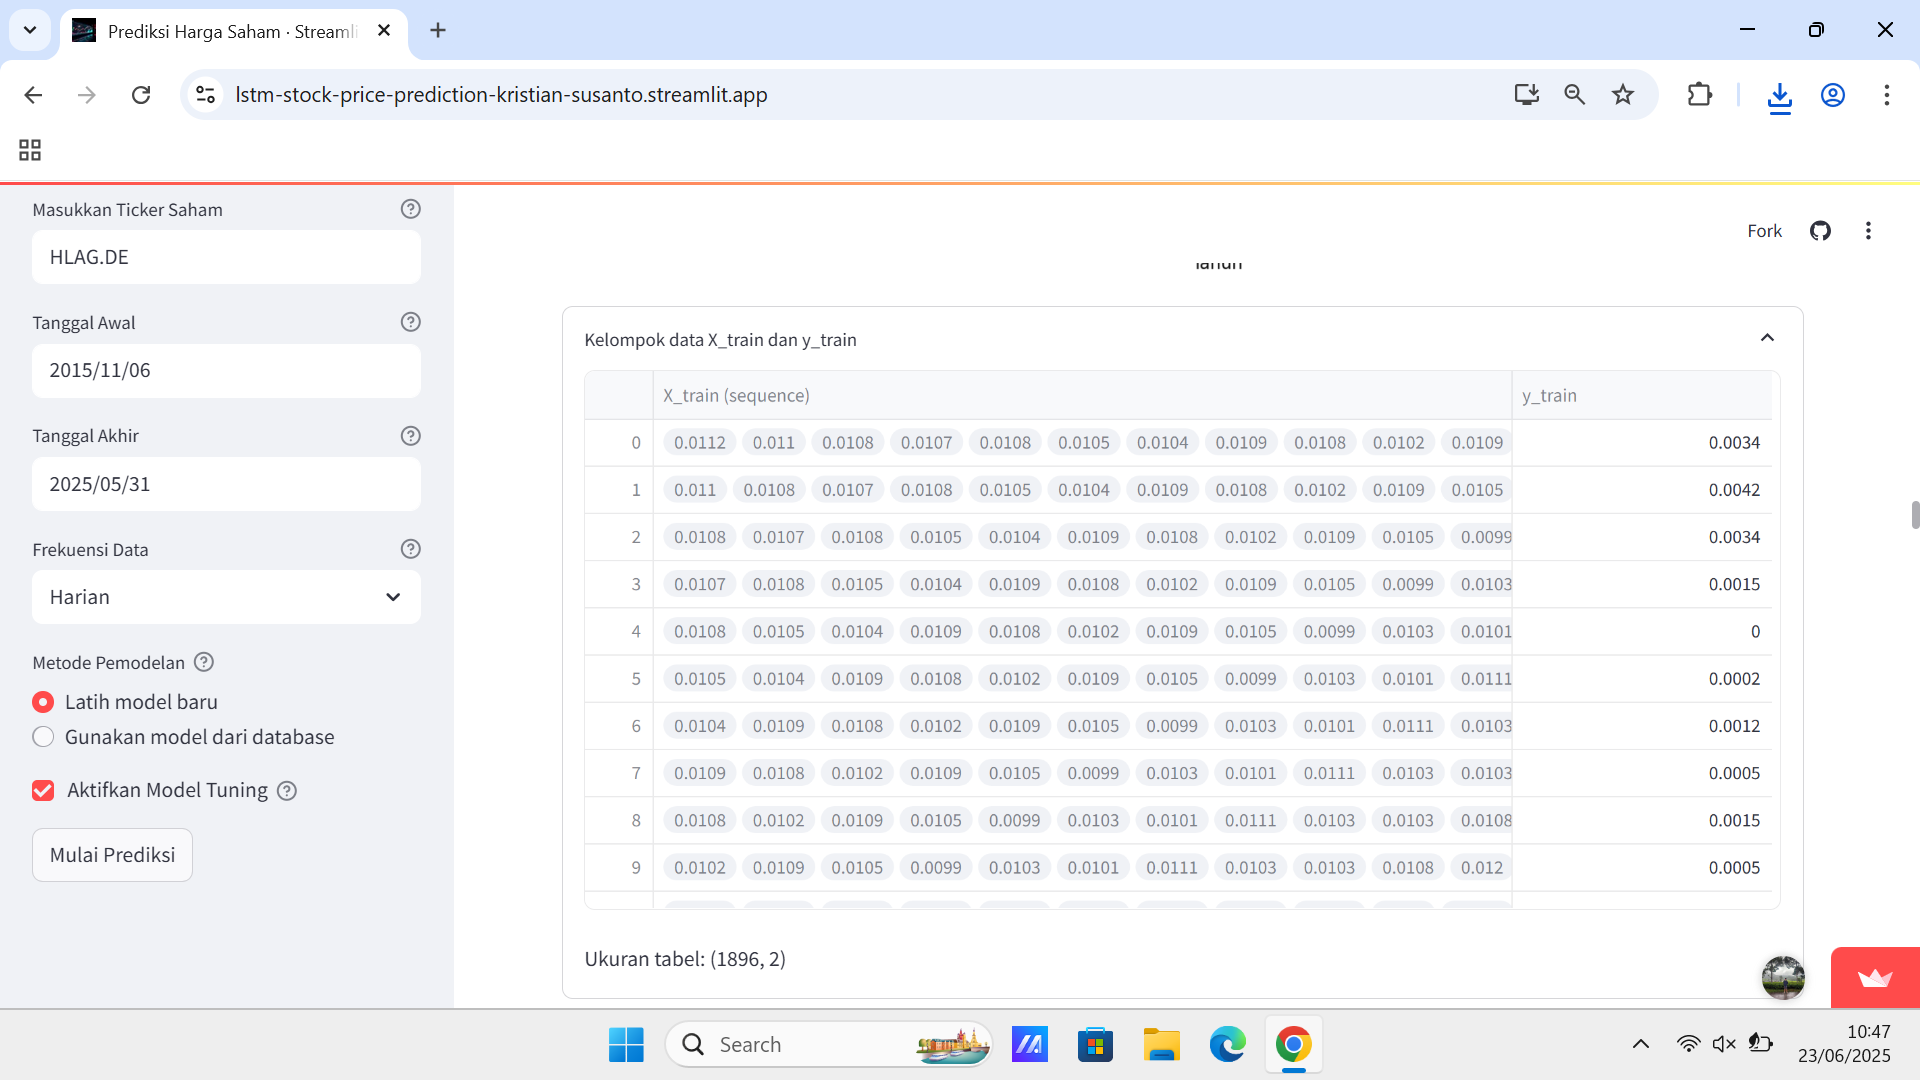 Prediksi Harga Saham · Streamli
lstm-stock-price-prediction-kristian-susanto.streamlit.app
Masukkan Ticker Saham
HLAG.DE
Tanggal Awal
2015/11/06
Tanggal Akhir
2025/05/31
Frekuensi Data
Harian
Metode Pemodelan
Latih model baru
Gunakan model dari database
Aktifkan Model Tuning
Mulai Prediksi
Fork
Kelompok data X_train dan y_train
X_train (sequence) y_train
0 0.0112 0.011 0.0108 0.0107 0.0108 0.0105 0.0104 0.0109 0.0108 0.0102 0.0109 0.0034
1 0.011 0.0108 0.0107 0.0108 0.0105 0.0104 0.0109 0.0108 0.0102 0.0109 0.0105 0.0042
2 0.0108 0.0107 0.0108 0.0105 0.0104 0.0109 0.0108 0.0102 0.0109 0.0105 0.0099 0.0034
3 0.0107 0.0108 0.0105 0.0104 0.0109 0.0108 0.0102 0.0109 0.0105 0.0099 0.0103 0.0015
4 0.0108 0.0105 0.0104 0.0109 0.0108 0.0102 0.0109 0.0105 0.0099 0.0103 0.0101 0
5 0.0105 0.0104 0.0109 0.0108 0.0102 0.0109 0.0105 0.0099 0.0103 0.0101 0.0111 0.0002
6 0.0104 0.0109 0.0108 0.0102 0.0109 0.0105 0.0099 0.0103 0.0101 0.0111 0.0103 0.0012
7 0.0109 0.0108 0.0102 0.0109 0.0105 0.0099 0.0103 0.0101 0.0111 0.0103 0.0103 0.0005
8 0.0108 0.0102 0.0109 0.0105 0.0099 0.0103 0.0101 0.0111 0.0103 0.0103 0.0108 0.0015
9 0.0102 0.0109 0.0105 0.0099 0.0103 0.0101 0.0111 0.0103 0.0103 0.0108 0.012 0.0005
Ukuran tabel: (1896, 2)
Search
10:47
23/06/2025